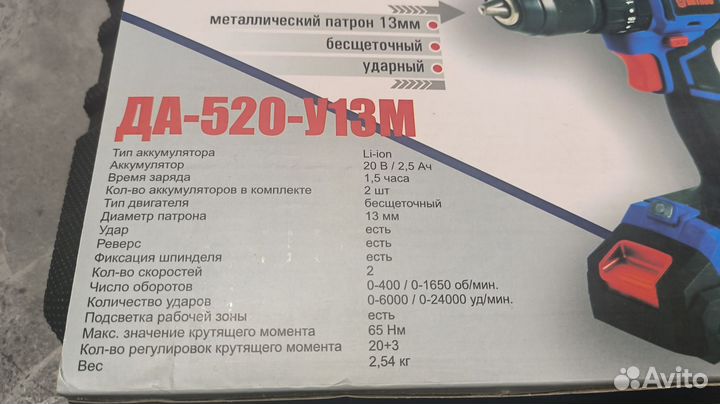 металлический патрон 13мм
бесщеточный
ударный
ДА-520-У13М
Тип аккумулятора Li-ion
Аккумулятор 20 В / 2,5 Ач
Время заряда 1,5 часа
Кол-во аккумуляторов в комплекте 2 шт
Тип двигателя бесщеточный
Диаметр патрона 13 мм
Удар есть
Реверс есть
Фиксация шпинделя есть
Кол-во скоростей 2
Число оборотов 0-400 / 0-1650 об/мин.
Количество ударов 0-6000 / 0-24000 уд/мин.
Подсветка рабочей зоны есть
Макс. значение крутящего момента 65 Нм
Кол-во регулировок крутящего момента 20+3
Вес 2,54 кг
Avito